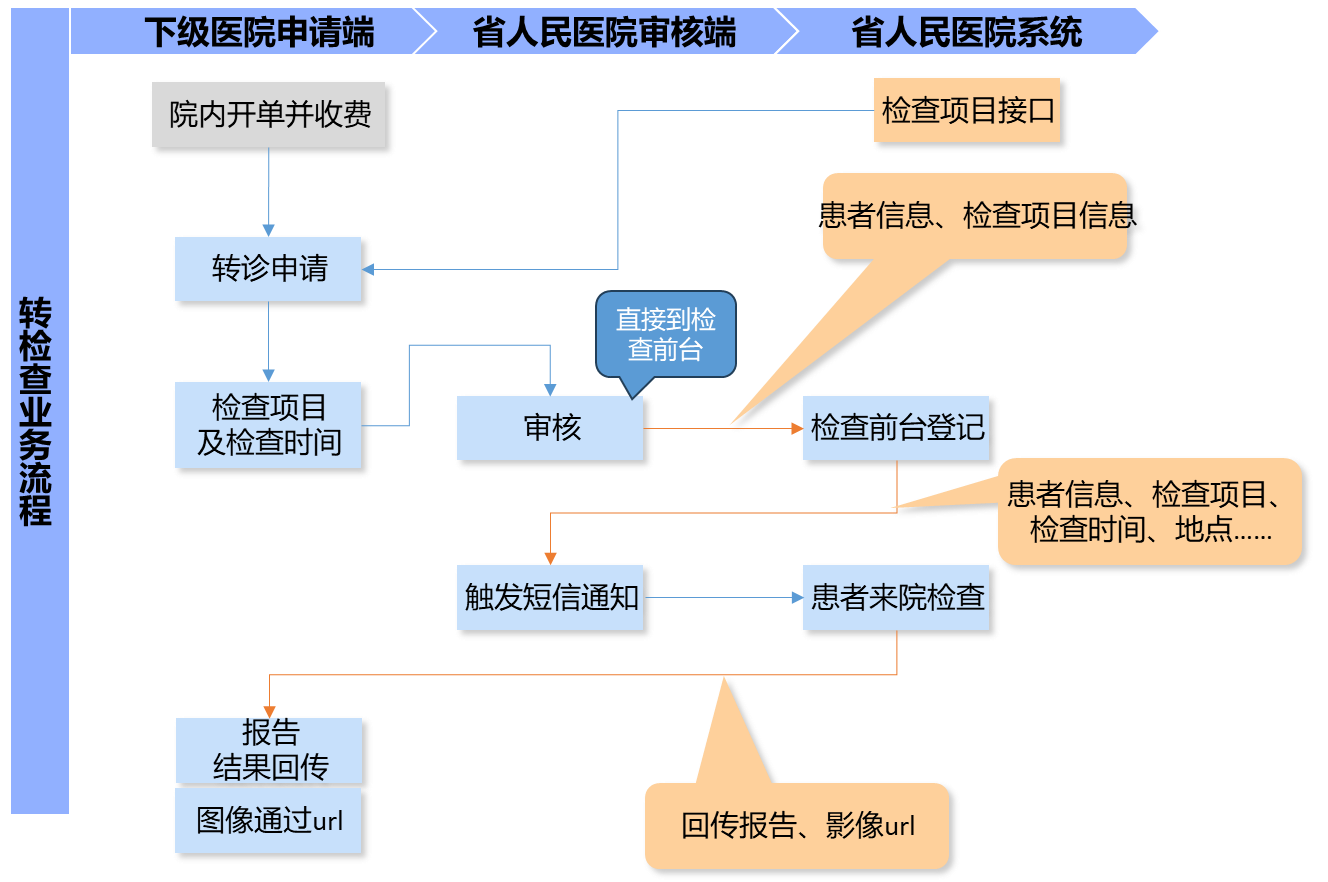 下级医院申请端
省人民医院审核端
省人民医院系统
转检查业务流程
院内开单并收费
检查项目接口
患者信息、检查项目信息
转诊申请
直接到检
查前台
检查项目
及检查时间
审核
检查前台登记
患者信息、检查项目、
检查时间、地点……
触发短信通知
患者来院检查
报告
结果回传
图像通过url
回传报告、影像url